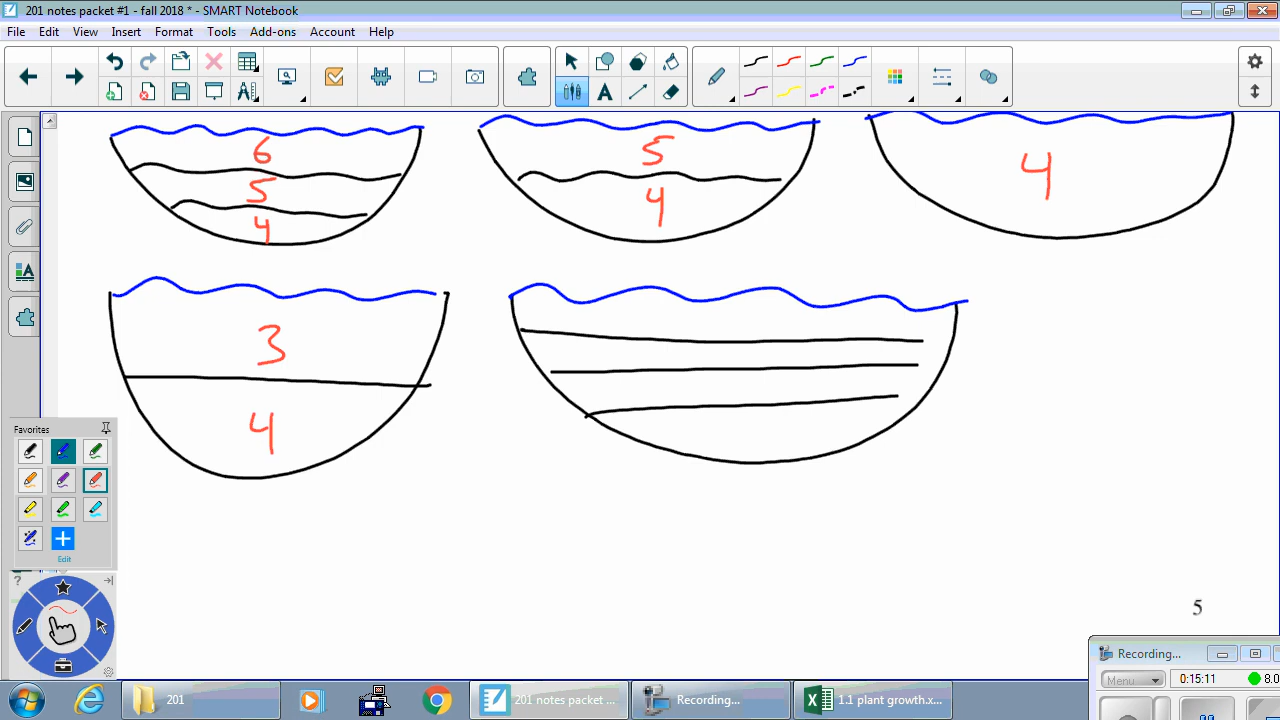 201 notes packet #1 - fall 2018 * - SMART Notebook
File Edit View Insert Format Tools Add-ons Account Help
6
5
4
5
4
4
3
4
Favorites
Edit
?
5
Recording...
Menu
0:15:11
8.0
201
201 notes packet ...
Recording...
1.1 plant growth.x...